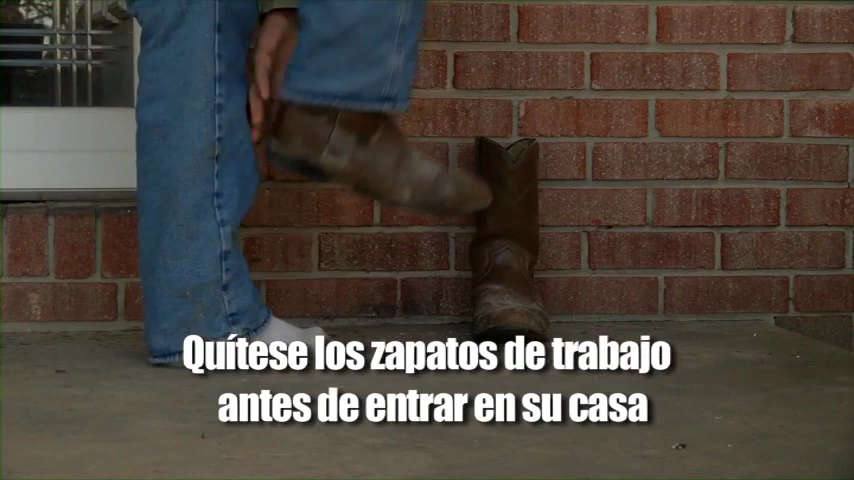 Quítese los zapatos de trabajo
antes de entrar en su casa